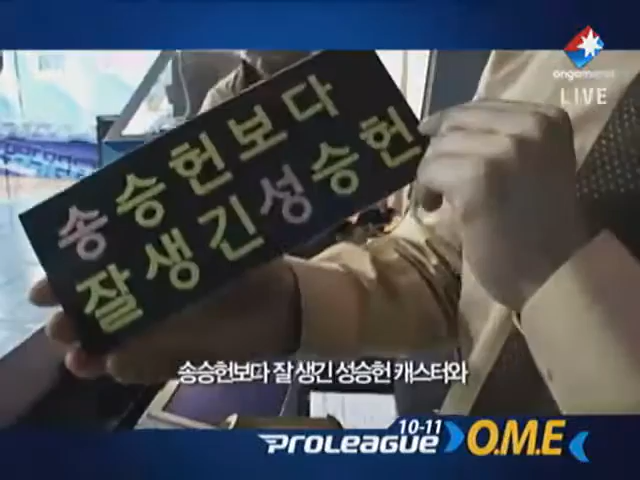 ongamenet
LIVE
송승헌보다
잘생긴성승헌
송승헌보다 잘 생긴 성승헌 캐스터와
10-11
PROLEAGUE
O.M.E